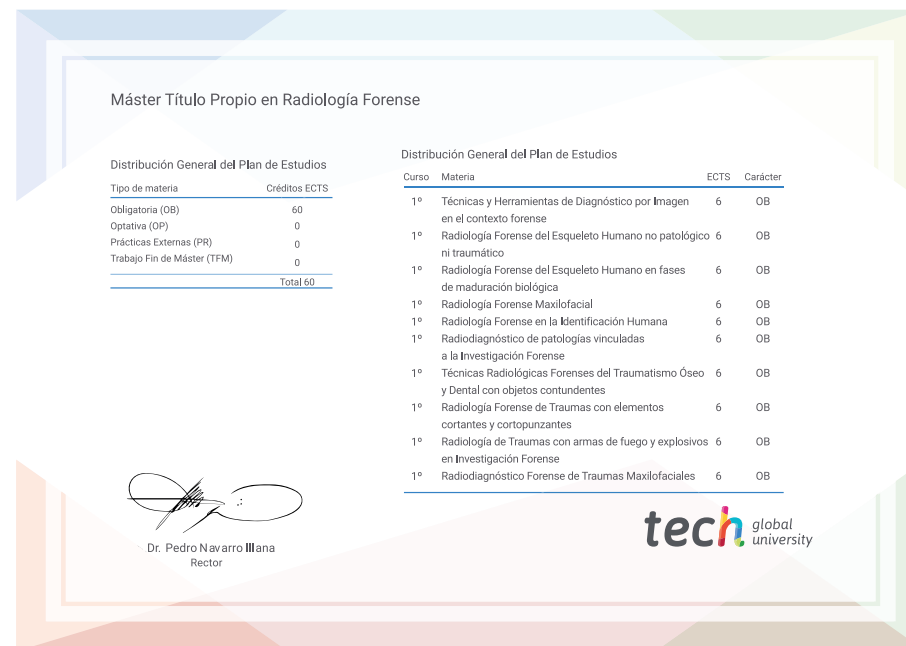 Máster Título Propio en Radiología Forense
Distribución General del Plan de Estudios
Tipo de materia Créditos ECTS
Obligatoria (OB) 60
Optativa (OP) 0
Prácticas Externas (PR) 0
Trabajo Fin de Máster (TFM) 0
Total 60
Distribución General del Plan de Estudios
Curso Materia ECTS Carácter
1º Técnicas y Herramientas de Diagnóstico por Imagen 6 OB
en el contexto forense
1º Radiología Forense del Esqueleto Humano no patológico 6 OB
ni traumático
1º Radiología Forense del Esqueleto Humano en fases 6 OB
de maduración biológica
1º Radiología Forense Maxilofacial 6 OB
1º Radiología Forense en la Identificación Humana 6 OB
1º Radiodiagnóstico de patologías vinculadas 6 OB
a la Investigación Forense
1º Técnicas Radiológicas Forenses del Traumatismo Óseo 6 OB
y Dental con objetos contundentes
1º Radiología Forense de Traumas con elementos 6 OB
cortantes y cortopunzantes
1º Radiología de Traumas con armas de fuego y explosivos 6 OB
en Investigación Forense
1º Radiodiagnóstico Forense de Traumas Maxilofaciales 6 OB
Dr. Pedro Navarro Illana
Rector
tech global
university